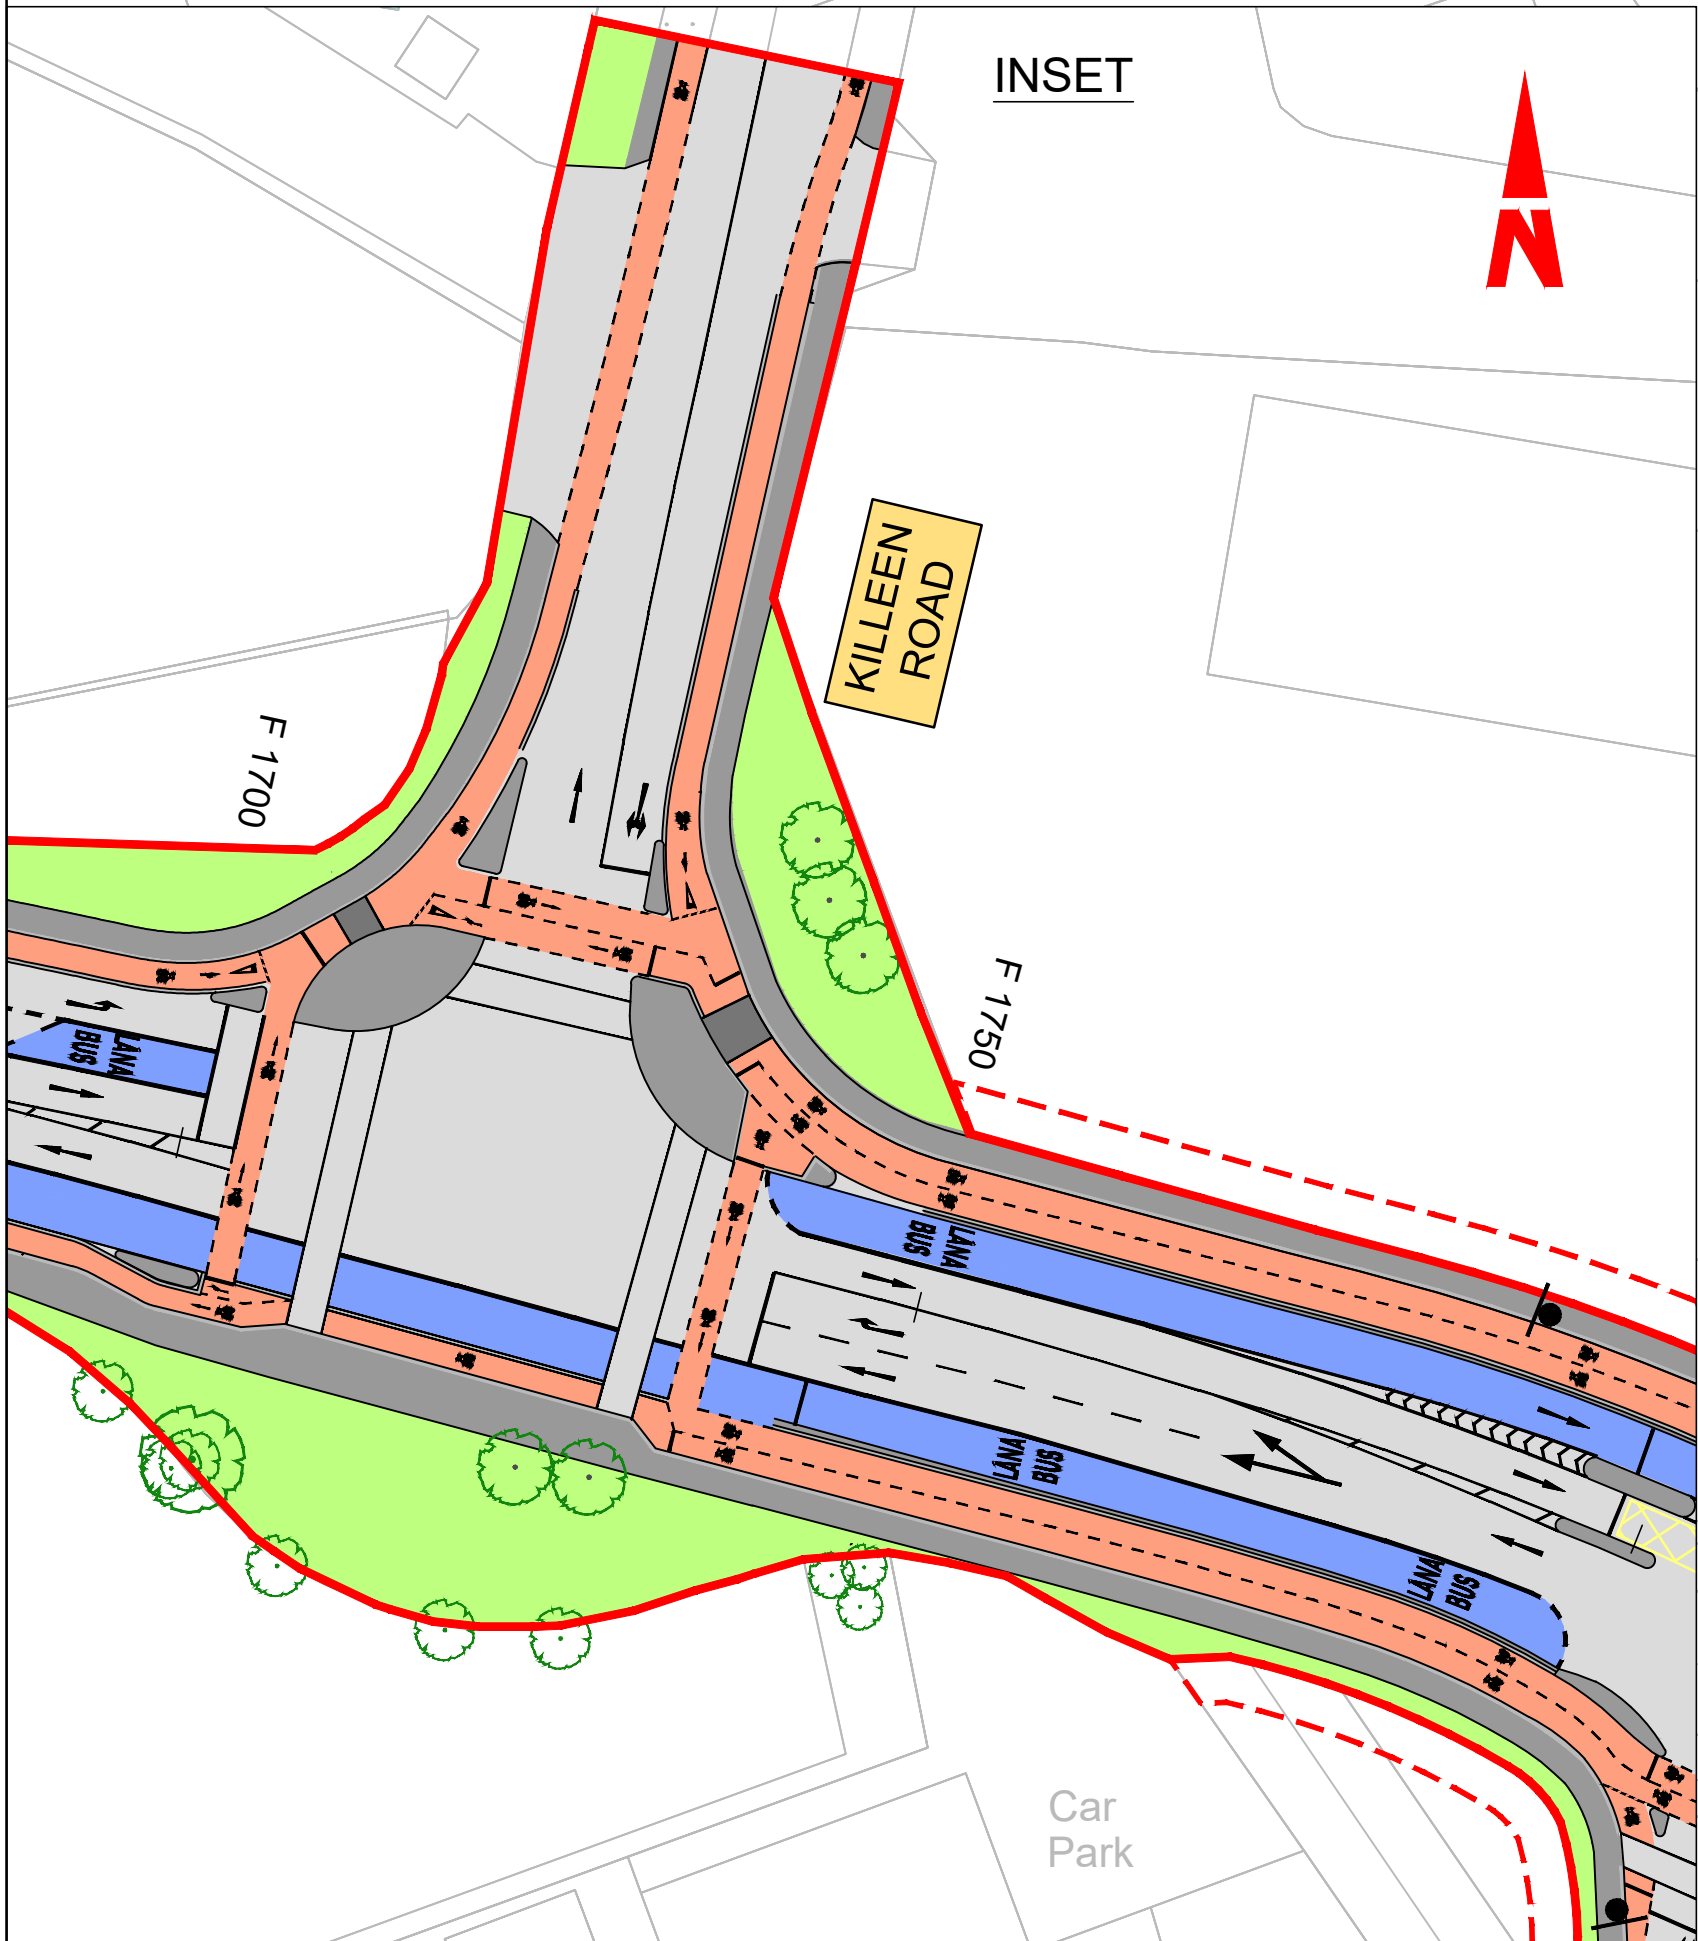 INSET
N
KILLEEN
ROAD
F 1700
F 1750
LÁNA
BUS
LÁNA
BUS
LÁNA
BUS
LÁNA
BUS
Car
Park